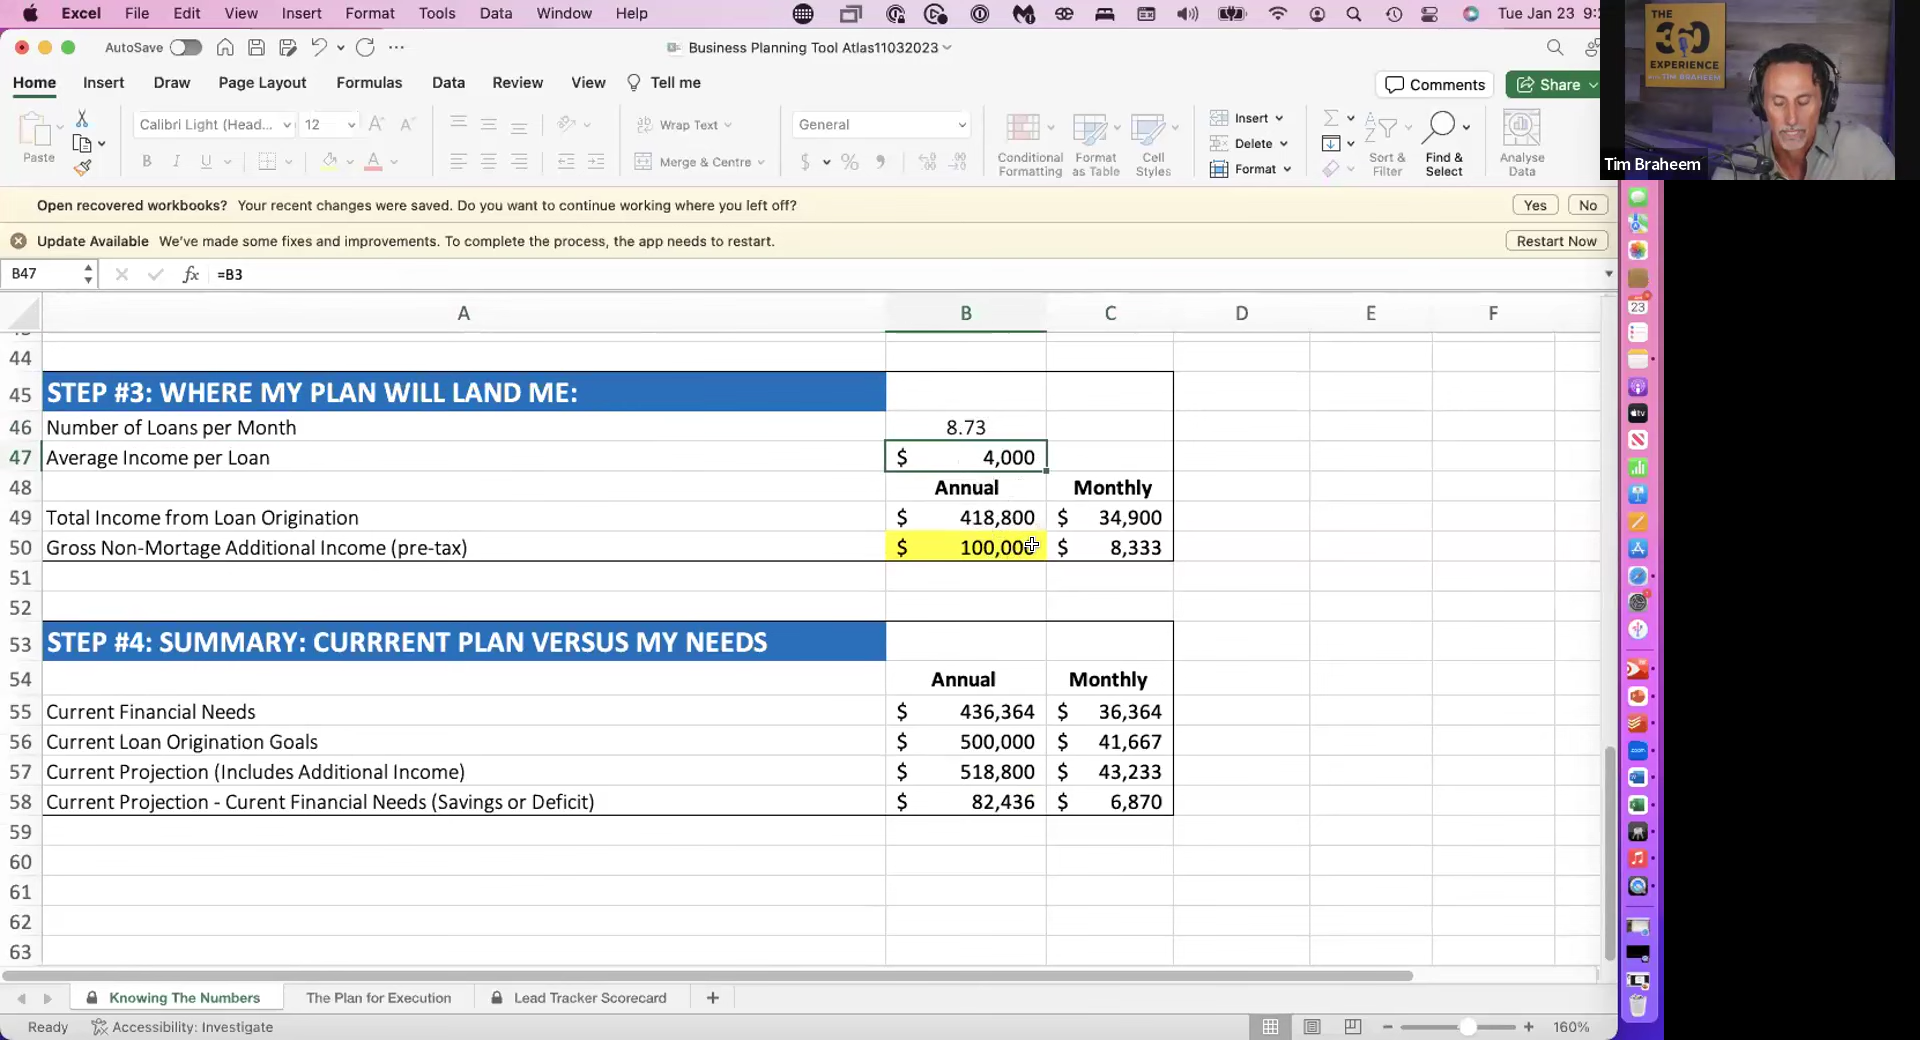 Excel File Edit View Insert Format Tools Data Window Help Tue Jan 23
AutoSave Business Planning Tool Atlas11032023
Home Insert Draw Page Layout Formulas Data Review View Tell me Comments Share
Paste Calibri Light (Head... 12 A A Wrap Text General Conditional Formatting Format as Table Cell Styles Insert Delete Format Sort & Filter Find & Select Analyse Data
B I U A Merge & Centre $ %
Open recovered workbooks? Your recent changes were saved. Do you want to continue working where you left off? Yes No
Update Available We've made some fixes and improvements. To complete the process, the app needs to restart. Restart Now
B47 fx =B3
A B C D E F
44
45 STEP #3: WHERE MY PLAN WILL LAND ME:
46 Number of Loans per Month 8.73
47 Average Income per Loan $ 4,000
48 Annual Monthly
49 Total Income from Loan Origination $ 418,800 $ 34,900
50 Gross Non-Mortage Additional Income (pre-tax) $ 100,000 $ 8,333
51
52
53 STEP #4: SUMMARY: CURRRENT PLAN VERSUS MY NEEDS
54 Annual Monthly
55 Current Financial Needs $ 436,364 $ 36,364
56 Current Loan Origination Goals $ 500,000 $ 41,667
57 Current Projection (Includes Additional Income) $ 518,800 $ 43,233
58 Current Projection - Curent Financial Needs (Savings or Deficit) $ 82,436 $ 6,870
59
60
61
62
63
Knowing The Numbers The Plan for Execution Lead Tracker Scorecard +
Ready Accessibility: Investigate 160%
THE
360
EXPERIENCE
WITH TIM BRAHEEM
Tim Braheem
23
tv